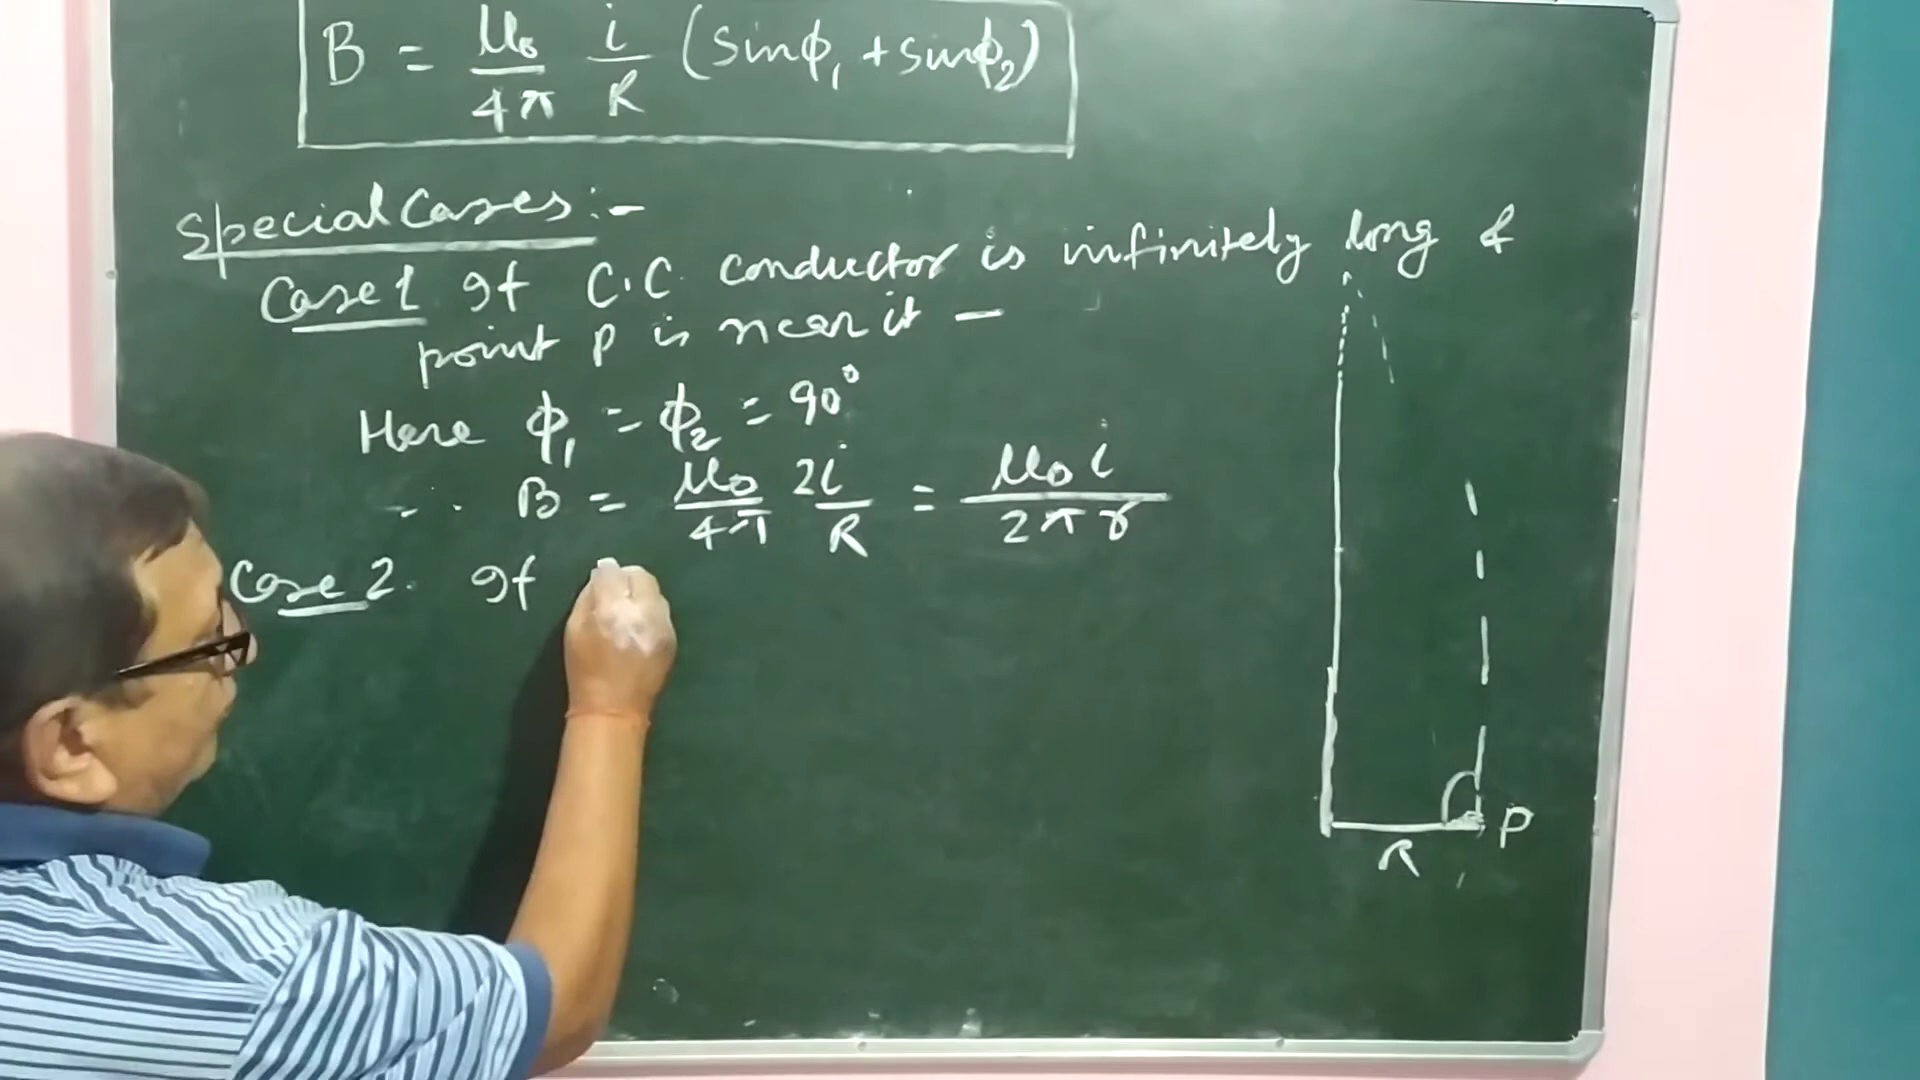 B = μ₀/4π i/R (sinϕ₁ + sinϕ₂)
Special Cases :-
Case 1. If C.C. conductor is infinitely long &
point P is near it —
Here ϕ₁ = ϕ₂ = 90°
∴ B = μ₀/4π 2i/R = μ₀i/2πr
Case 2. If
P
R